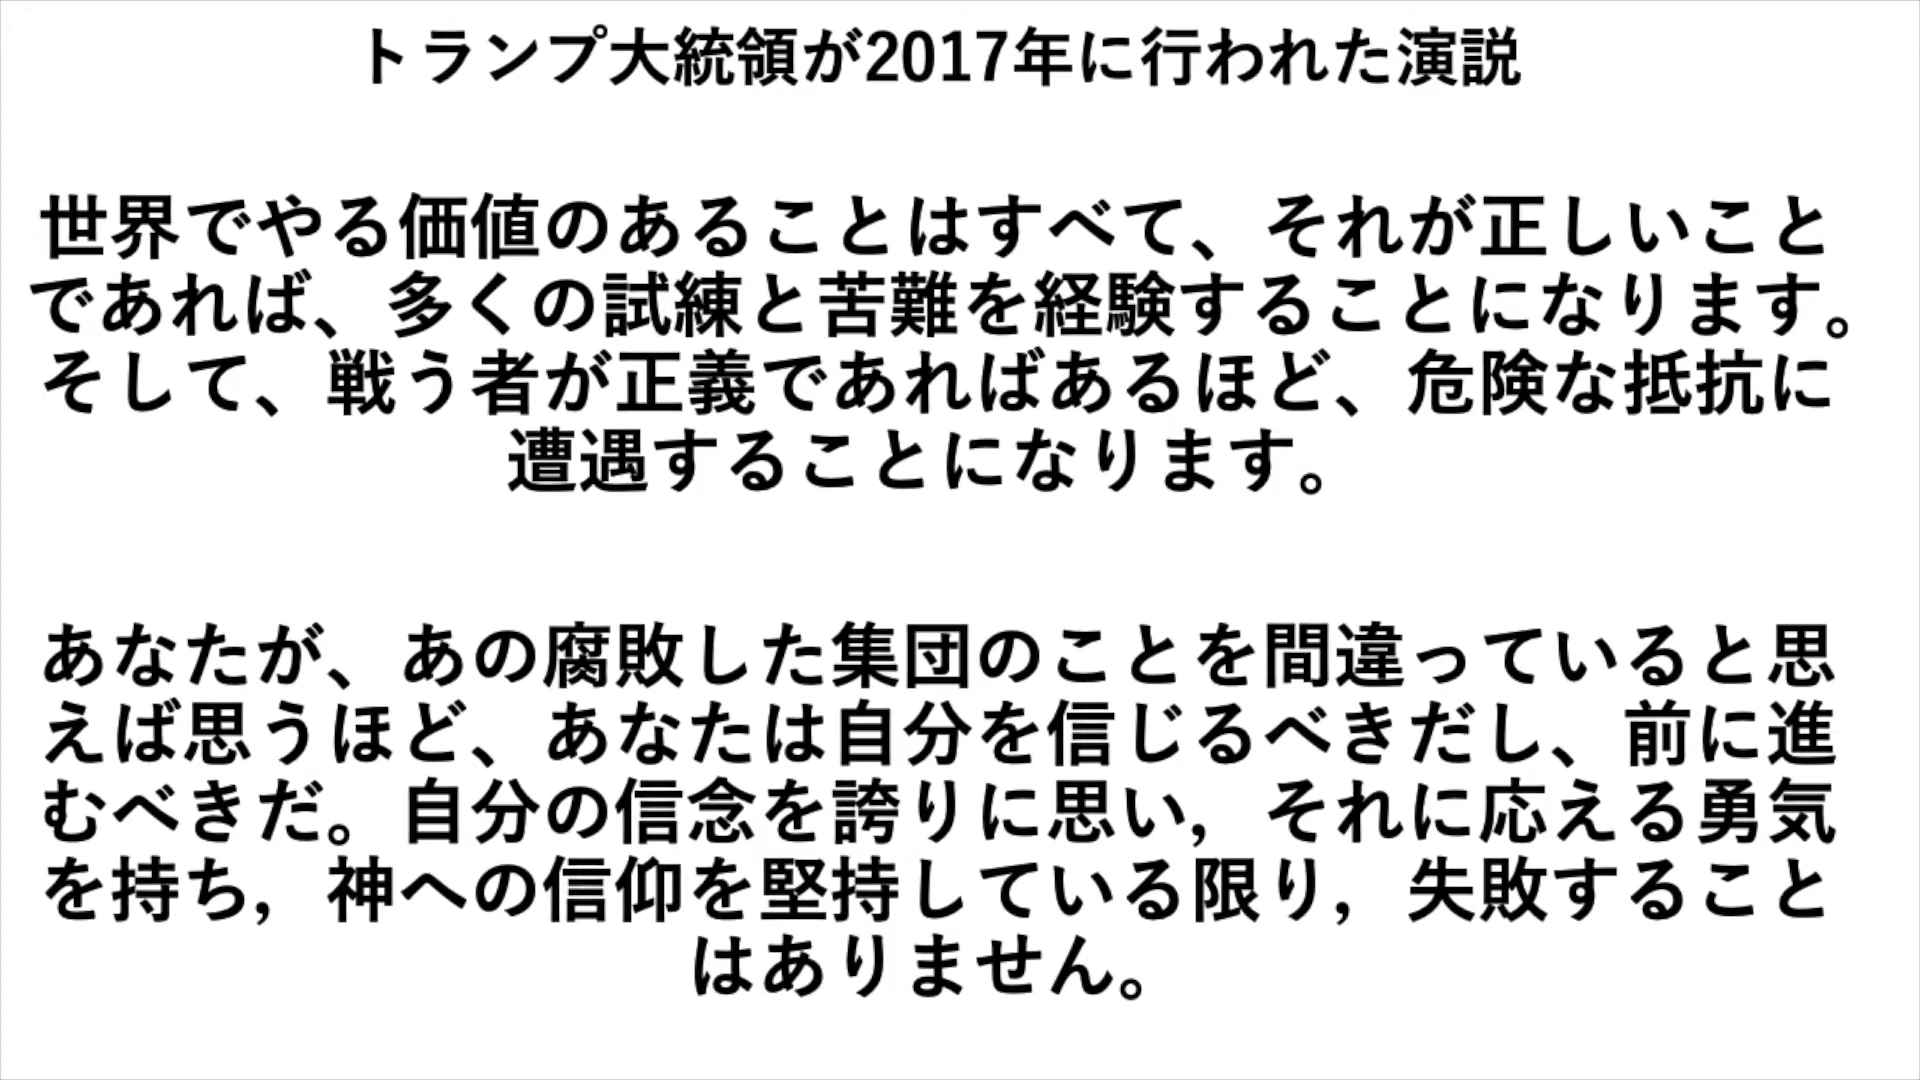 トランプ大統領が2017年に行われた演説
世界でやる価値のあることはすべて、それが正しいこと
であれば、多くの試練と苦難を経験することになります。
そして、戦う者が正義であればあるほど、危険な抵抗に
遭遇することになります。
あなたが、あの腐敗した集団のことを間違っていると思
えば思うほど、あなたは自分を信じるべきだし、前に進
むべきだ。自分の信念を誇りに思い，それに応える勇気
を持ち，神への信仰を堅持している限り，失敗すること
はありません。